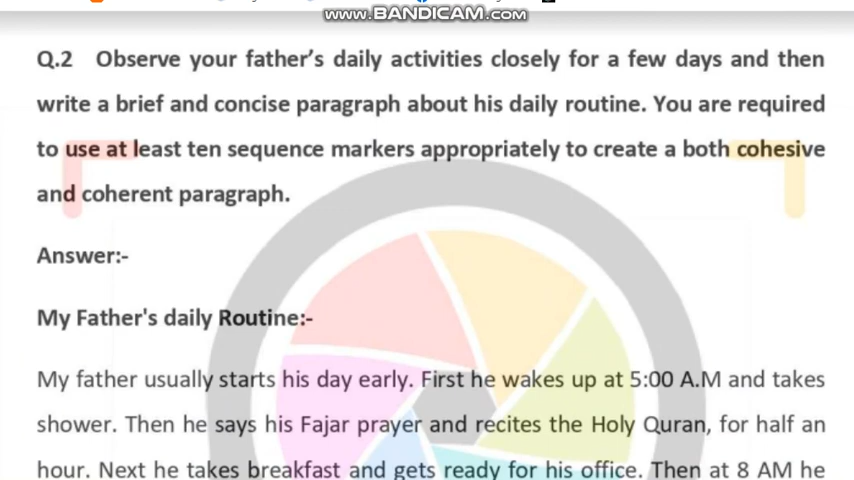 www.BANDICAM.com
Q.2 Observe your father's daily activities closely for a few days and then
write a brief and concise paragraph about his daily routine. You are required
to use at least ten sequence markers appropriately to create a both cohesive
and coherent paragraph.
Answer:-
My Father's daily Routine:-
My father usually starts his day early. First he wakes up at 5:00 A.M and takes
shower. Then he says his Fajar prayer and recites the Holy Quran, for half an
hour. Next he takes breakfast and gets ready for his office. Then at 8 AM he